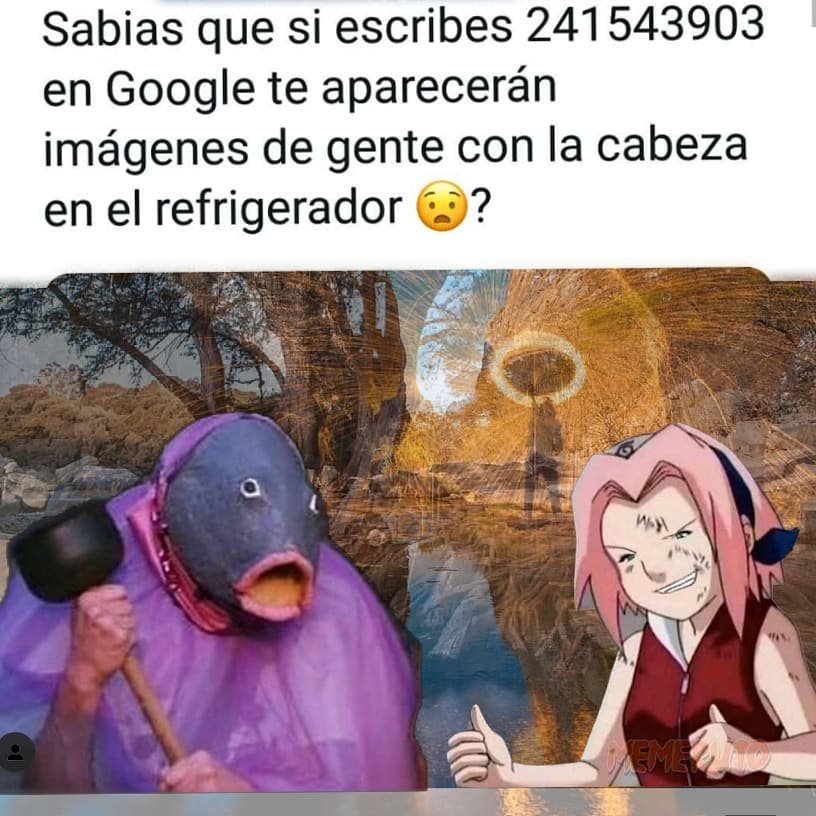 Sabias que si escribes 241543903
en Google te aparecerán
imágenes de gente con la cabeza
en el refrigerador 😧?